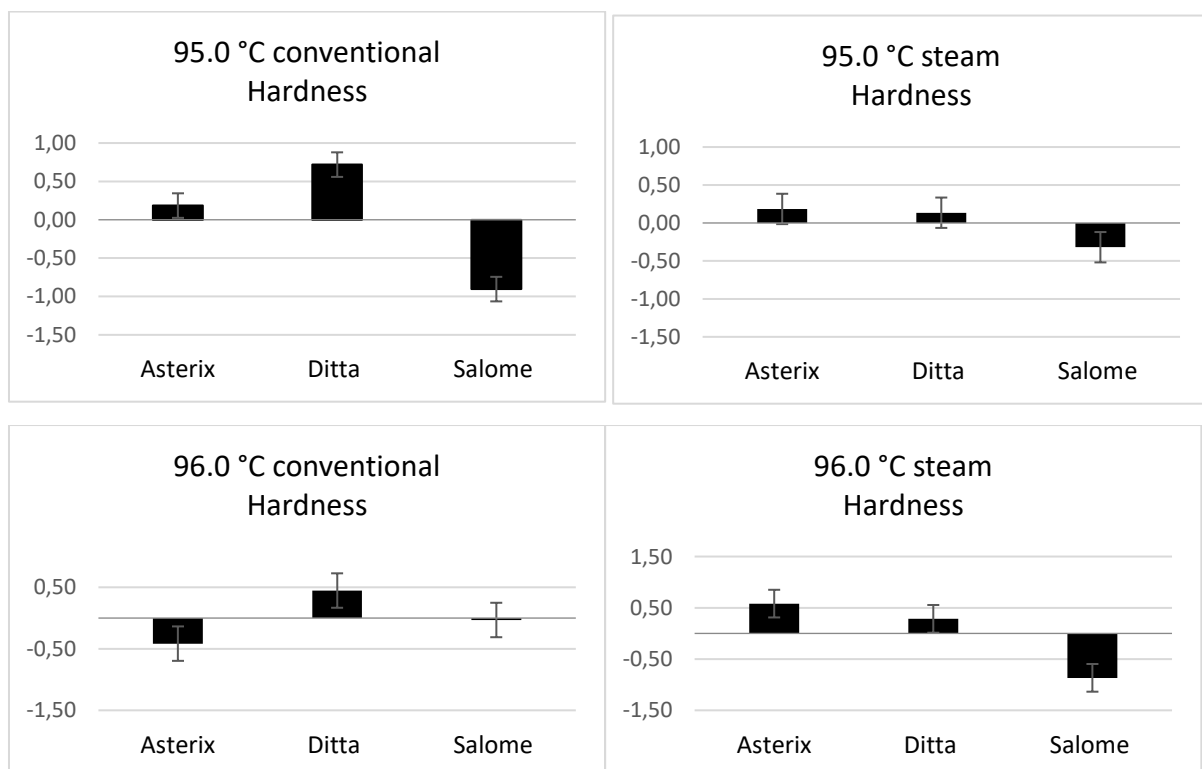 95.0 °C conventional
Hardness
1,00
0,50
0,00
-0,50
-1,00
-1,50
Asterix Ditta Salome
95.0 °C steam
Hardness
1,00
0,50
0,00
-0,50
-1,00
-1,50
Asterix Ditta Salome
96.0 °C conventional
Hardness
0,50
-0,50
-1,50
Asterix Ditta Salome
96.0 °C steam
Hardness
1,50
0,50
-0,50
-1,50
Asterix Ditta Salome